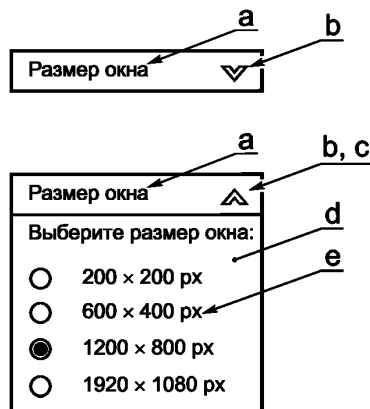 a
b
Размер окна
a
b, c
Размер окна
d
Выберите размер окна:
e
200 × 200 px
600 × 400 px
1200 × 800 px
1920 × 1080 px